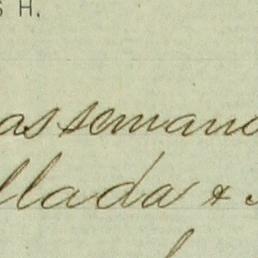 S H.
as semana
llada &